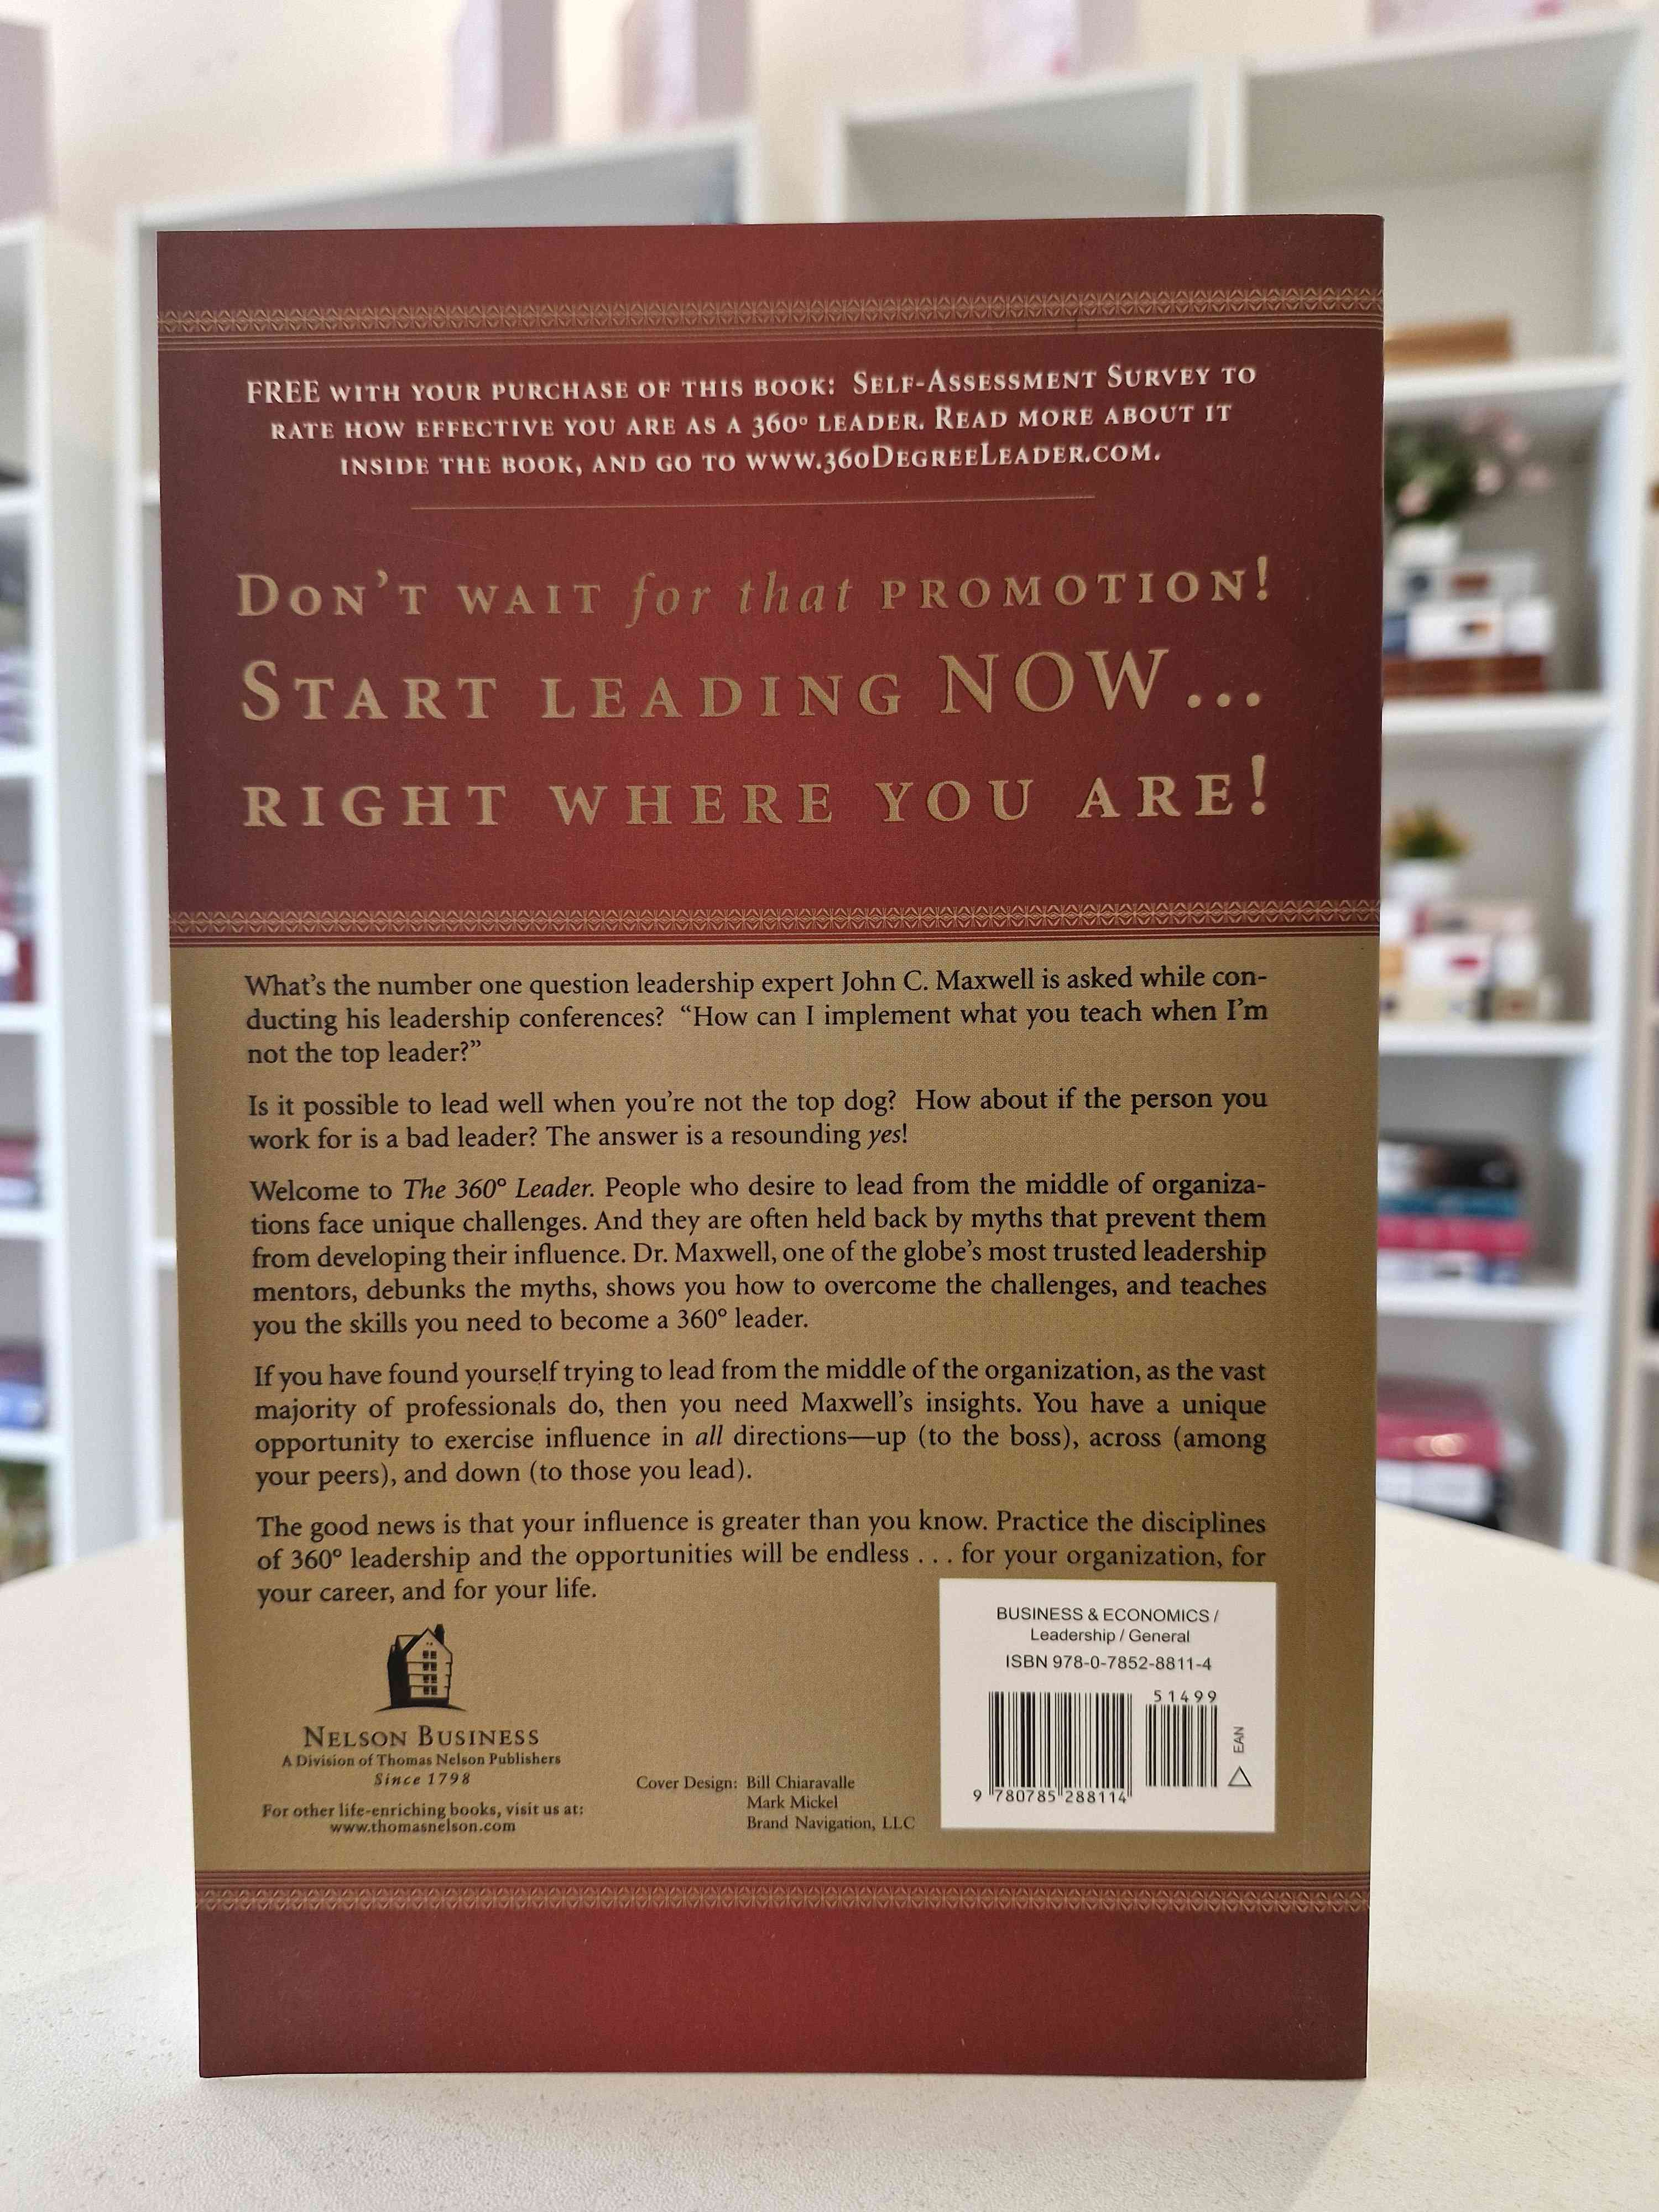 FREE WITH YOUR PURCHASE OF THIS BOOK: SELF-ASSESSMENT SURVEY TO
RATE HOW EFFECTIVE YOU ARE AS A 360° LEADER. READ MORE ABOUT IT
INSIDE THE BOOK, AND GO TO WWW.360DEGREELEADER.COM.
DON'T WAIT for that PROMOTION!
START LEADING NOW...
RIGHT WHERE YOU ARE!
What's the number one question leadership expert John C. Maxwell is asked while con-
ducting his leadership conferences? “How can I implement what you teach when I'm
not the top leader?”
Is it possible to lead well when you're not the top dog? How about if the person you
work for is a bad leader? The answer is a resounding yes!
Welcome to The 360° Leader. People who desire to lead from the middle of organiza-
tions face unique challenges. And they are often held back by myths that prevent them
from developing their influence. Dr. Maxwell, one of the globe's most trusted leadership
mentors, debunks the myths, shows you how to overcome the challenges, and teaches
you the skills you need to become a 360° leader.
If you have found yourself trying to lead from the middle of the organization, as the vast
majority of professionals do, then you need Maxwell's insights. You have a unique
opportunity to exercise influence in all directions—up (to the boss), across (among
your peers), and down (to those you lead).
The good news is that your influence is greater than you know. Practice the disciplines
of 360° leadership and the opportunities will be endless . . . for your organization, for
your career, and for your life.
NELSON BUSINESS
A Division of Thomas Nelson Publishers
Since 1798
For other life-enriching books, visit us at:
www.thomasnelson.com
Cover Design: Bill Chiaravalle
Mark Mickel
Brand Navigation, LLC
BUSINESS & ECONOMICS /
Leadership / General
ISBN 978-0-7852-8811-4
51499
EAN
9 780785 288114